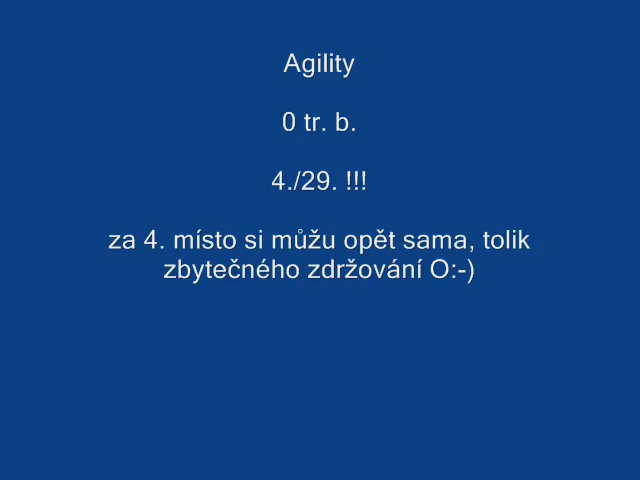 Agility
0 tr. b.
4./29. !!!
za 4. místo si můžu opět sama, tolik
zbytečného zdržování O:-)